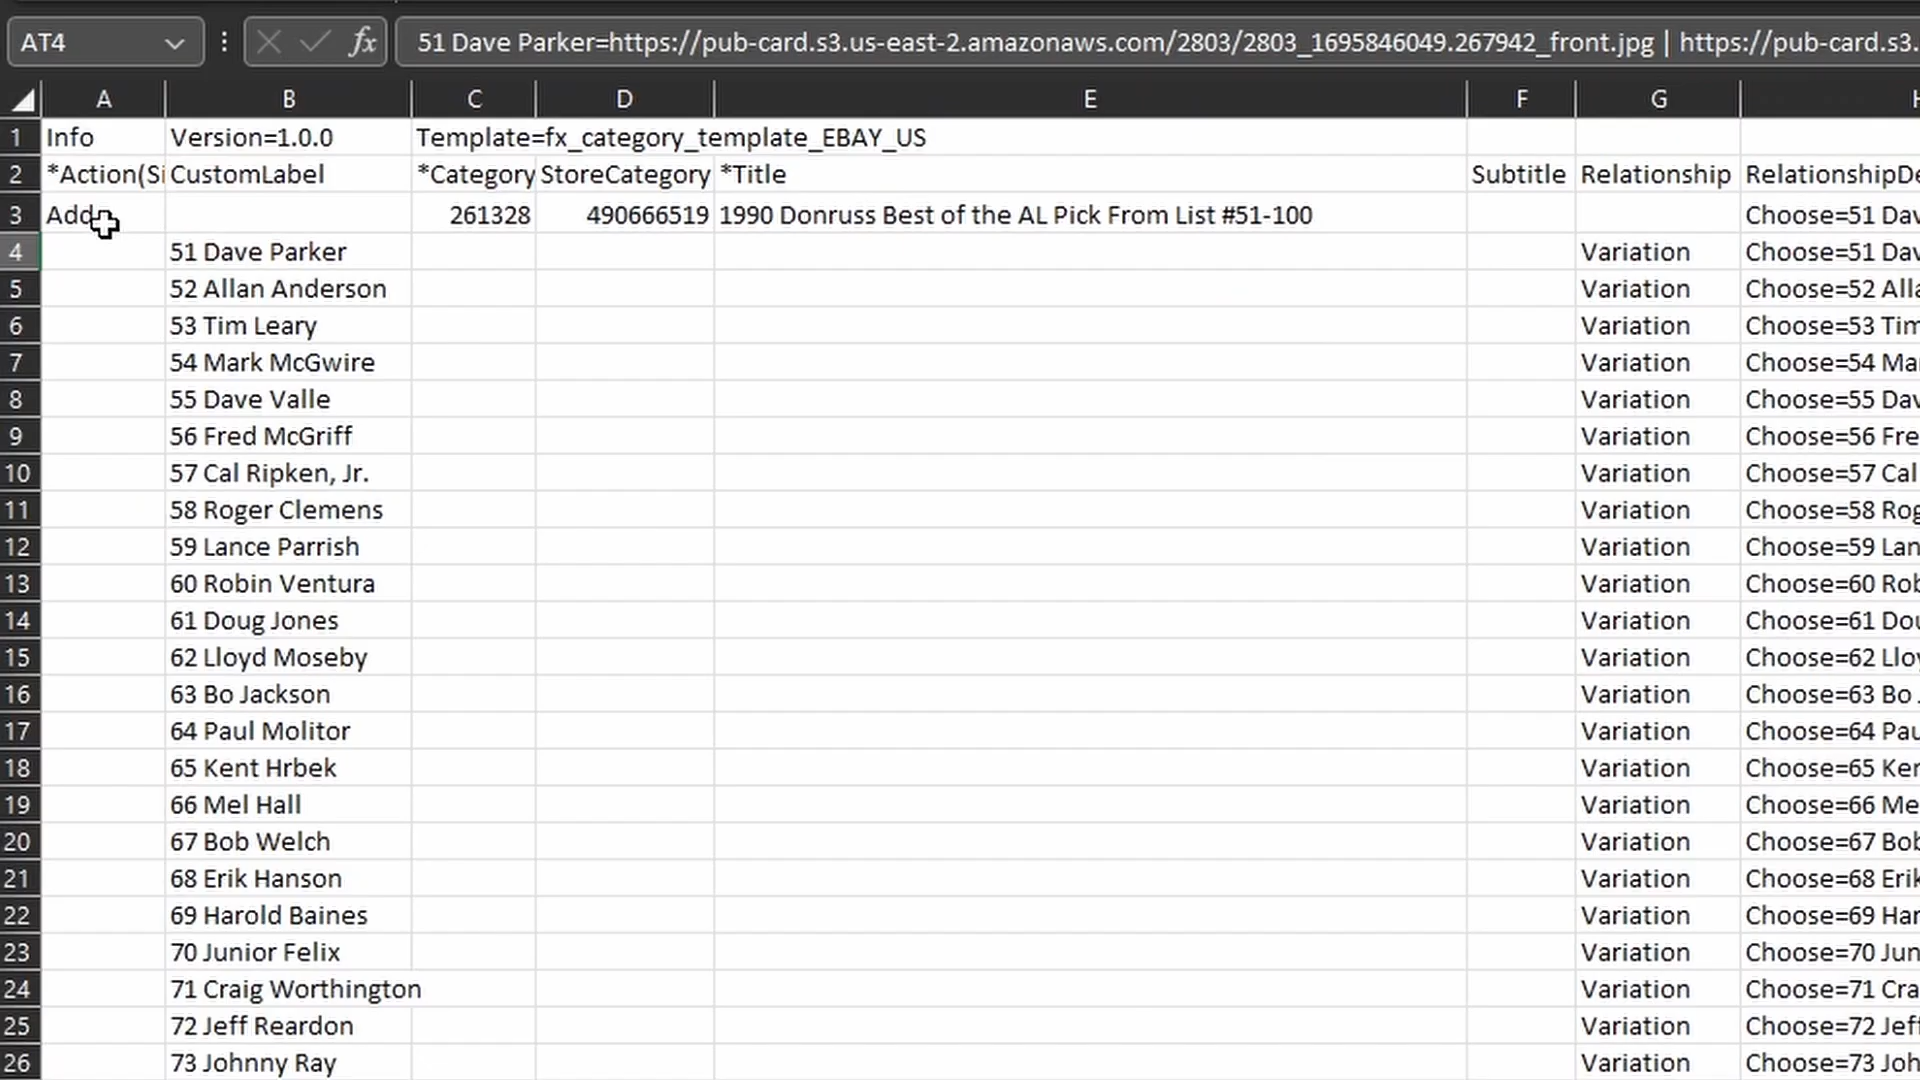 AT4 fx 51 Dave Parker=https://pub-card.s3.us-east-2.amazonaws.com/2803/2803_1695846049.267942_front.jpg | https://pub-card.s3.
A B C D E F G H
1 Info Version=1.0.0 Template=fx_category_template_EBAY_US
2 *Action(Si CustomLabel *Category StoreCategory *Title Subtitle Relationship RelationshipDe
3 Add 261328 490666519 1990 Donruss Best of the AL Pick From List #51-100 Choose=51 Dav
4 51 Dave Parker Variation Choose=51 Dav
5 52 Allan Anderson Variation Choose=52 Alla
6 53 Tim Leary Variation Choose=53 Tim
7 54 Mark McGwire Variation Choose=54 Mar
8 55 Dave Valle Variation Choose=55 Dav
9 56 Fred McGriff Variation Choose=56 Fre
10 57 Cal Ripken, Jr. Variation Choose=57 Cal
11 58 Roger Clemens Variation Choose=58 Rog
12 59 Lance Parrish Variation Choose=59 Lan
13 60 Robin Ventura Variation Choose=60 Rob
14 61 Doug Jones Variation Choose=61 Dou
15 62 Lloyd Moseby Variation Choose=62 Lloy
16 63 Bo Jackson Variation Choose=63 Bo
17 64 Paul Molitor Variation Choose=64 Pau
18 65 Kent Hrbek Variation Choose=65 Ken
19 66 Mel Hall Variation Choose=66 Me
20 67 Bob Welch Variation Choose=67 Bob
21 68 Erik Hanson Variation Choose=68 Erik
22 69 Harold Baines Variation Choose=69 Har
23 70 Junior Felix Variation Choose=70 Jun
24 71 Craig Worthington Variation Choose=71 Cra
25 72 Jeff Reardon Variation Choose=72 Jeff
26 73 Johnny Ray Variation Choose=73 Joh